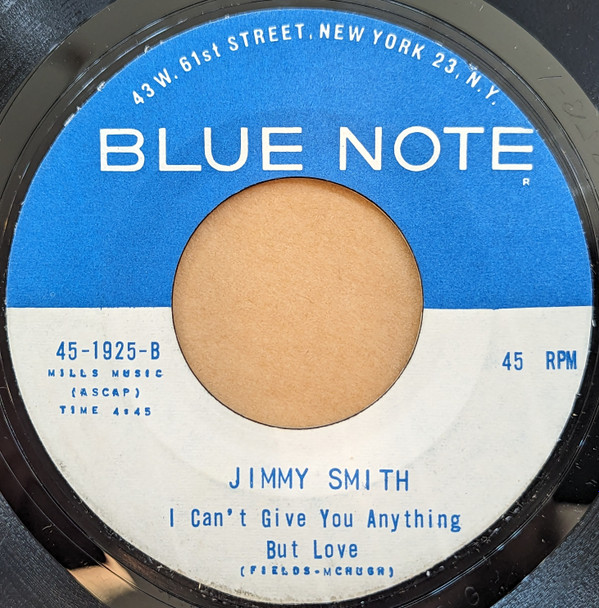 43 W. 61st STREET, NEW YORK 23, N.Y.
BLUE NOTE
R
45-1925-B
MILLS MUSIC
(ASCAP)
TIME 4:45
45 RPM
JIMMY SMITH
I Can't Give You Anything
But Love
(FIELDS-MCHUGH)